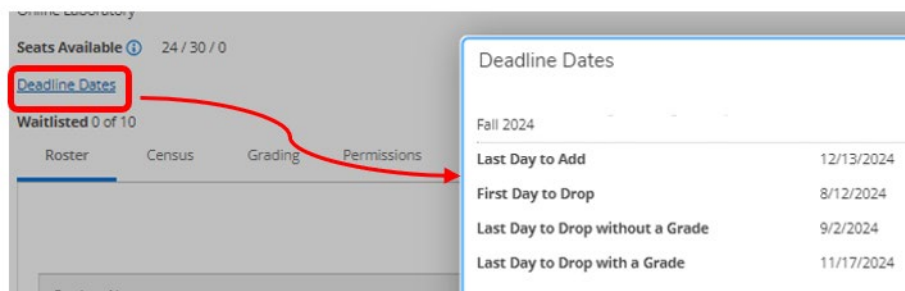 Online Laboratory
Seats Available 24 / 30 / 0
Deadline Dates
Waitlisted 0 of 10
Roster Census Grading Permissions
Deadline Dates
Fall 2024
Last Day to Add 12/13/2024
First Day to Drop 8/12/2024
Last Day to Drop without a Grade 9/2/2024
Last Day to Drop with a Grade 11/17/2024